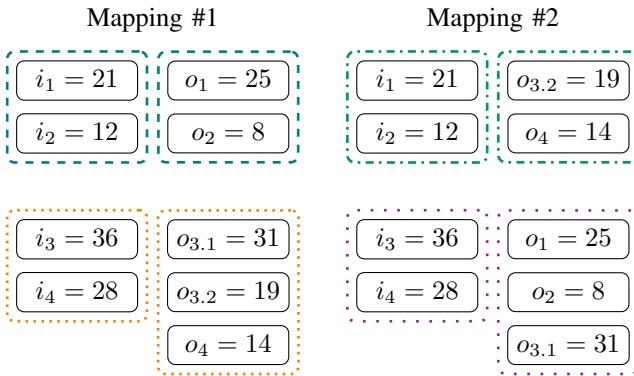 Mapping #1
i₁ = 21 o₁ = 25
i₂ = 12 o₂ = 8
i₃ = 36 o₃.₁ = 31
i₄ = 28 o₃.₂ = 19
o₄ = 14
Mapping #2
i₁ = 21 o₃.₂ = 19
i₂ = 12 o₄ = 14
i₃ = 36 o₁ = 25
i₄ = 28 o₂ = 8
o₃.₁ = 31